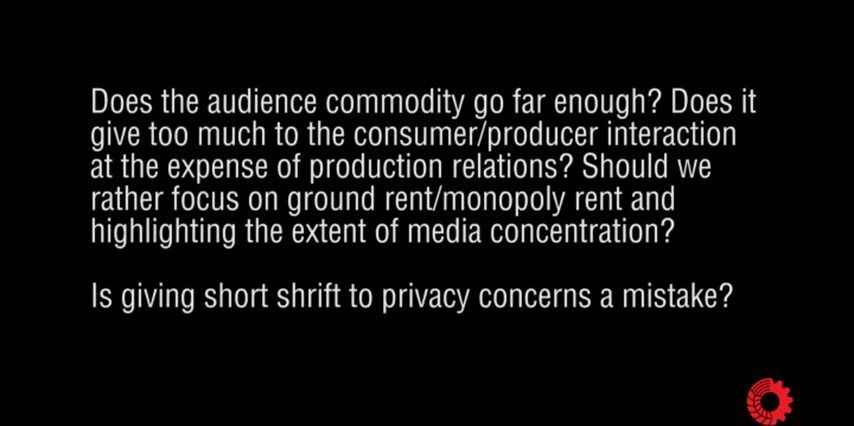 Does the audience commodity go far enough? Does it
give too much to the consumer/producer interaction
at the expense of production relations? Should we
rather focus on ground rent/monopoly rent and
highlighting the extent of media concentration?
Is giving short shrift to privacy concerns a mistake?